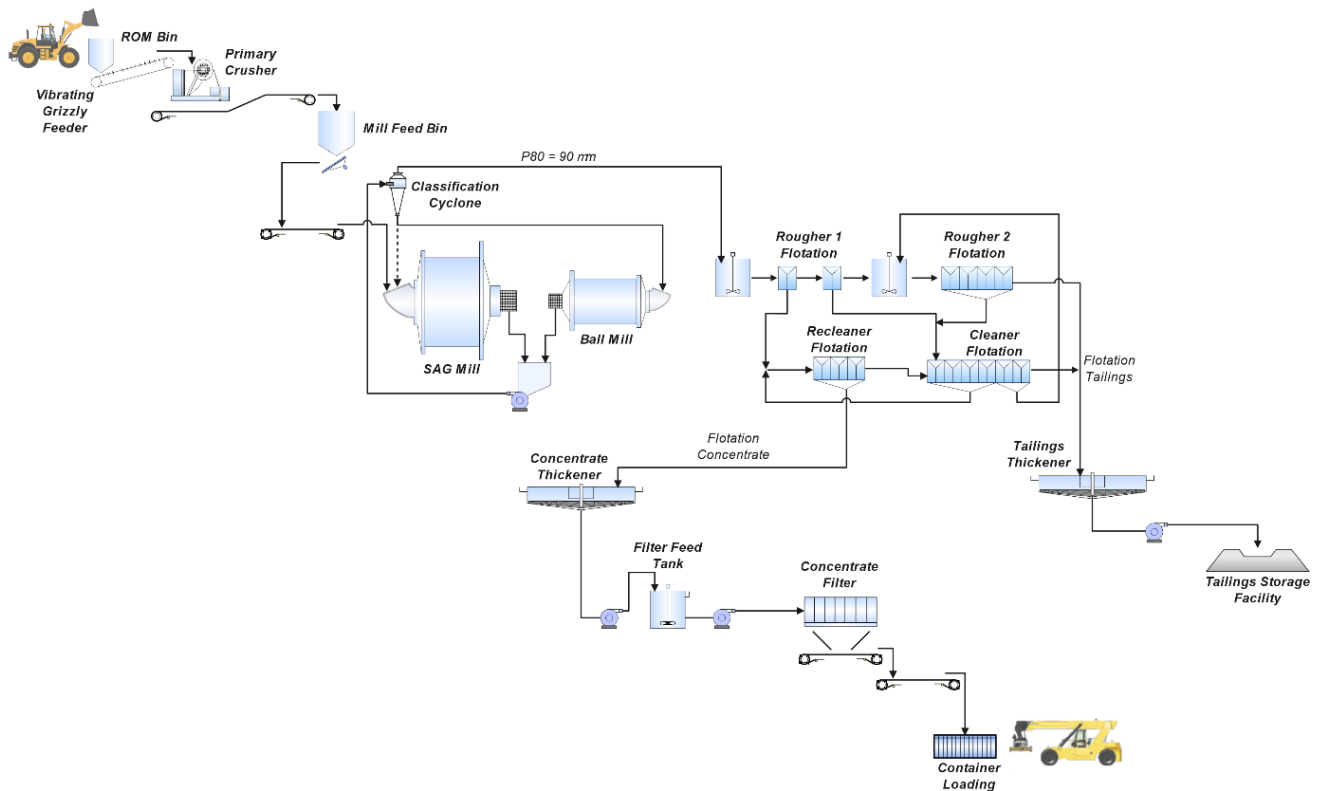 ROM Bin
Primary
Crusher
Vibrating
Grizzly
Feeder
Mill Feed Bin
P80 = 90 mm
Classification
Cyclone
SAG Mill
Ball Mill
Rougher 1
Flotation
Rougher 2
Flotation
Recleaner
Flotation
Cleaner
Flotation
Flotation
Tailings
Flotation
Concentrate
Concentrate
Thickener
Tailings
Thickener
Filter Feed
Tank
Concentrate
Filter
Tailings Storage
Facility
Container
Loading